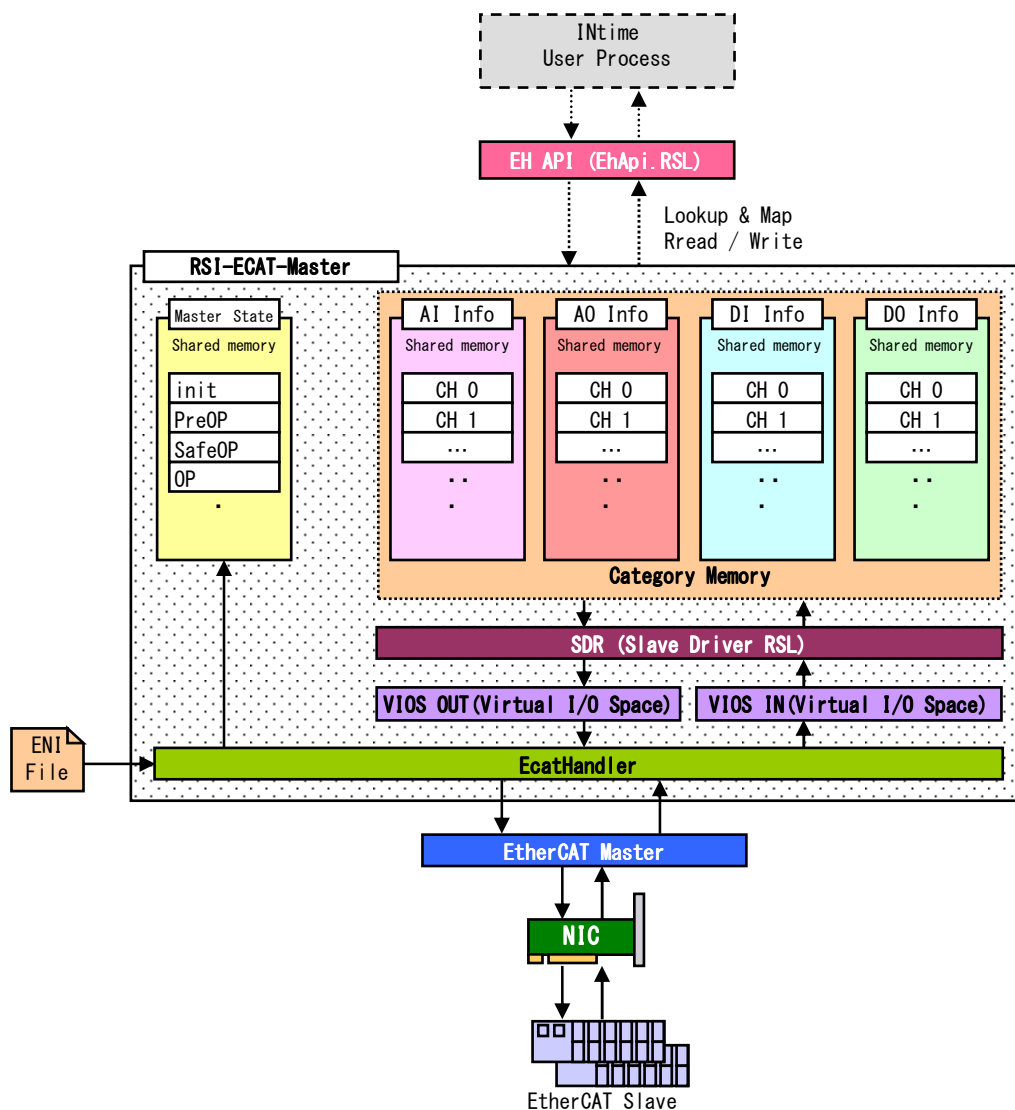 INtime
User Process
EH API (EhApi.RSL)
Lookup & Map
Rread / Write
RSI-ECAT-Master
Master State
Shared memory
init
PreOP
SafeOP
OP
.
AI Info
Shared memory
CH 0
CH 1
...
..
.
AO Info
Shared memory
CH 0
CH 1
...
..
.
DI Info
Shared memory
CH 0
CH 1
...
..
.
DO Info
Shared memory
CH 0
CH 1
...
..
.
Category Memory
SDR (Slave Driver RSL)
VIOS OUT(Virtual I/O Space)
VIOS IN(Virtual I/O Space)
ENI
File
EcatHandler
EtherCAT Master
NIC
EtherCAT Slave